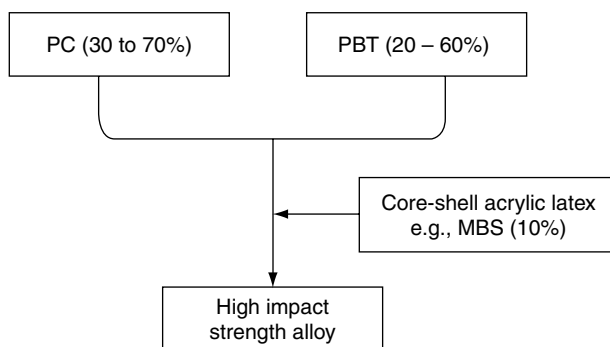 PC (30 to 70%)
PBT (20 – 60%)
Core-shell acrylic latex
e.g., MBS (10%)
High impact
strength alloy